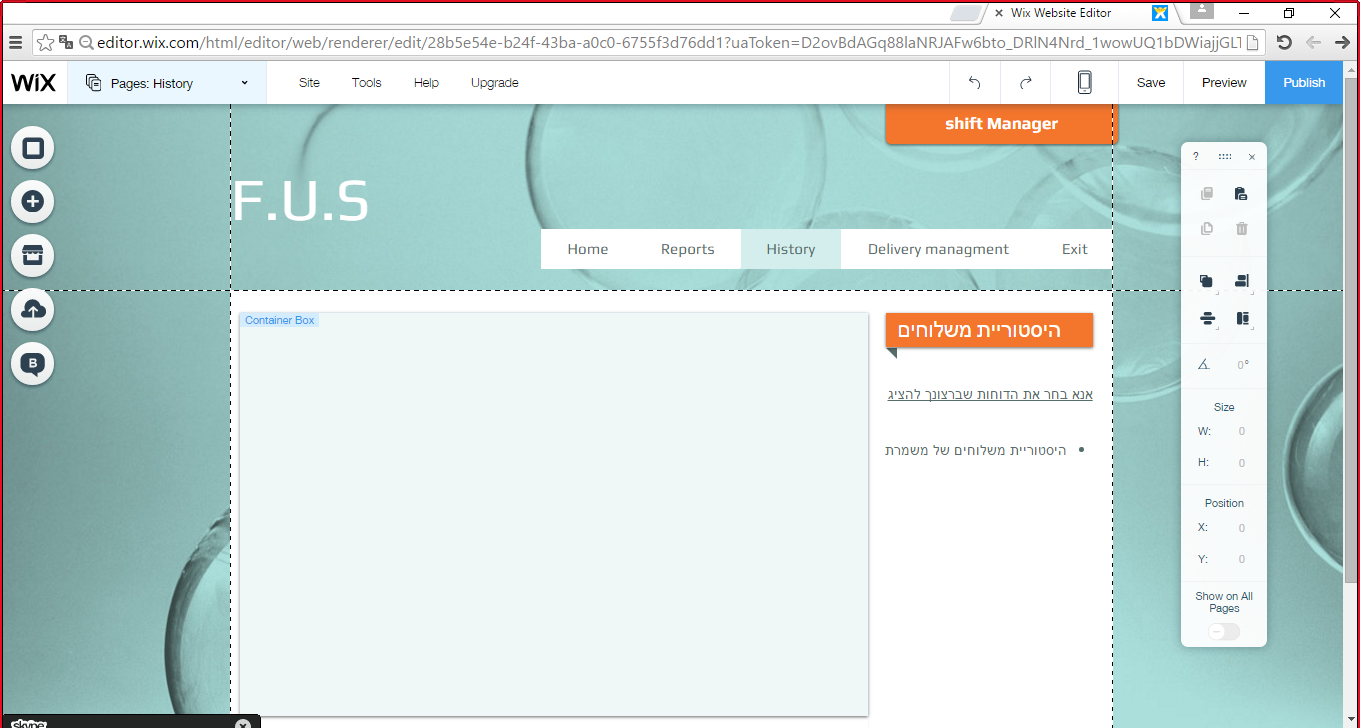 Wix Website Editor
editor.wix.com/html/editor/web/renderer/edit/28b5e54e-b24f-43ba-a0c0-6755f3d76dd1?uaToken=D2ovBdAGq88laNRJAFw6bto_DRlN4Nrd_1wowUQ1bDWiajjGLT
WiX
Pages: History
Site
Tools
Help
Upgrade
Save
Preview
Publish
shift Manager
F.U.S
Home
Reports
History
Delivery managment
Exit
Container Box
היסטוריית משלוחים
אנא בחר את הדוחות שברצונך להציג
היסטוריית משלוחים של משמרת
B
?
0°
Size
W: 0
H: 0
Position
X: 0
Y: 0
Show on All
Pages
skype